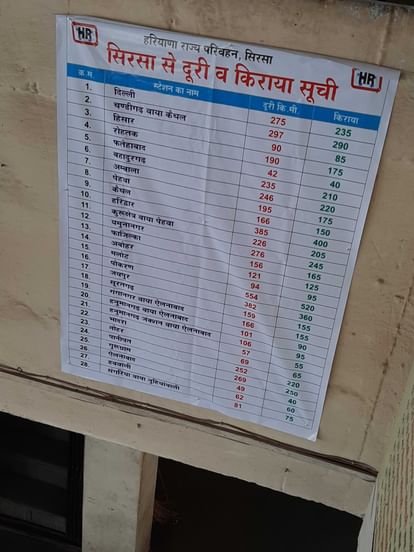 HR
हरियाणा राज्य परिवहन, सिरसा
HR
सिरसा से दूरी व किराया सूची
क.म. स्टेशन का नाम दूरी कि.मी. किराया
1. दिल्ली 275 235
2. चण्डीगढ़ वाया कैथल 297 290
3. हिसार 90 85
4. रोहतक 190 175
5. फतेहाबाद 42 40
6. बहादुरगढ़ 235 210
7. अम्बाला 246 220
8. पेहवा 195 175
9. कैथल 166 150
10. हरिद्वार 385 400
11. कुरूक्षेत्र वाया पेहवा 226 205
12. यमुनानगर 276 245
13. फाजिल्का 156 165
14. अबोहर 121 125
15. मलोट 94 95
16. पोकरण 554 520
17. जयपुर 382 360
18. सूरतगढ़ 159 155
19. गंगानगर वाया ऐलनाबाद 166 155
20. हनुमानगढ़ वाया ऐलनाबाद 101 90
21. हनुमानगढ़ जंक्शन वाया ऐलनाबाद 106 95
22. भादरा 57 55
23. नोहर 69 65
24. पानीपत 252 220
25. गुरूग्राम 269 250
26. ऐलनाबाद 49 40
27. डबवाली 62 60
28. संगरिया वाया 81 75